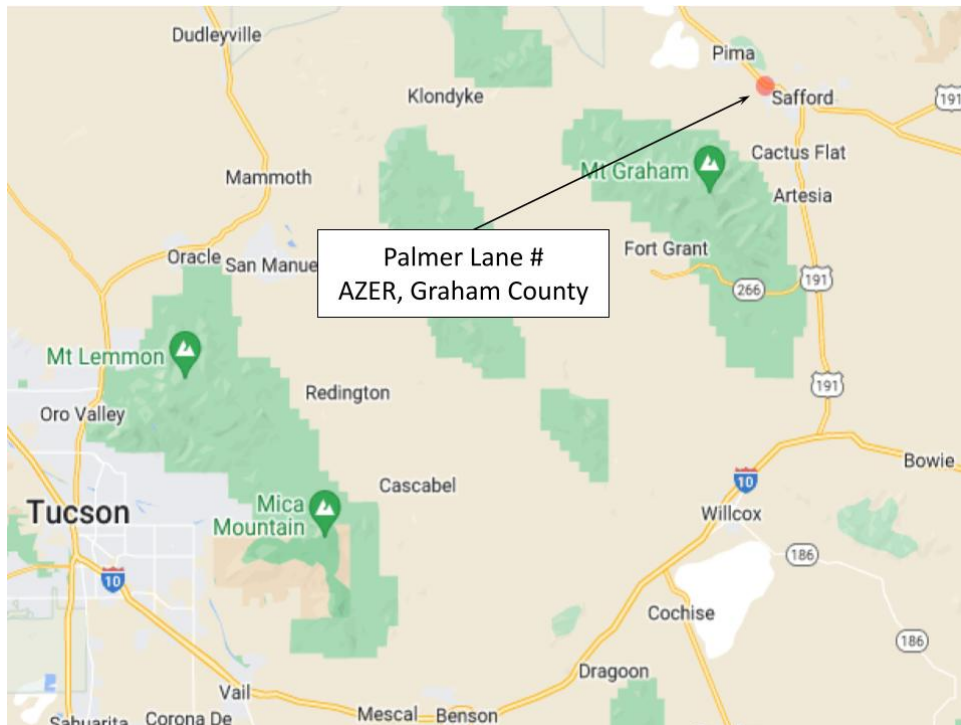 Dudleyville
Pima
Klondyke
Safford
191
Mt Graham
Cactus Flat
Mammoth
Artesia
Palmer Lane #
AZER, Graham County
Fort Grant
Oracle
San Manue
266
191
Mt Lemmon
191
Redington
Oro Valley
Bowie
Cascabel
10
Mica
Mountain
Tucson
Willcox
186
10
Cochise
186
Dragoon
Vail
Mescal
Benson
Sahuarita
Corona De